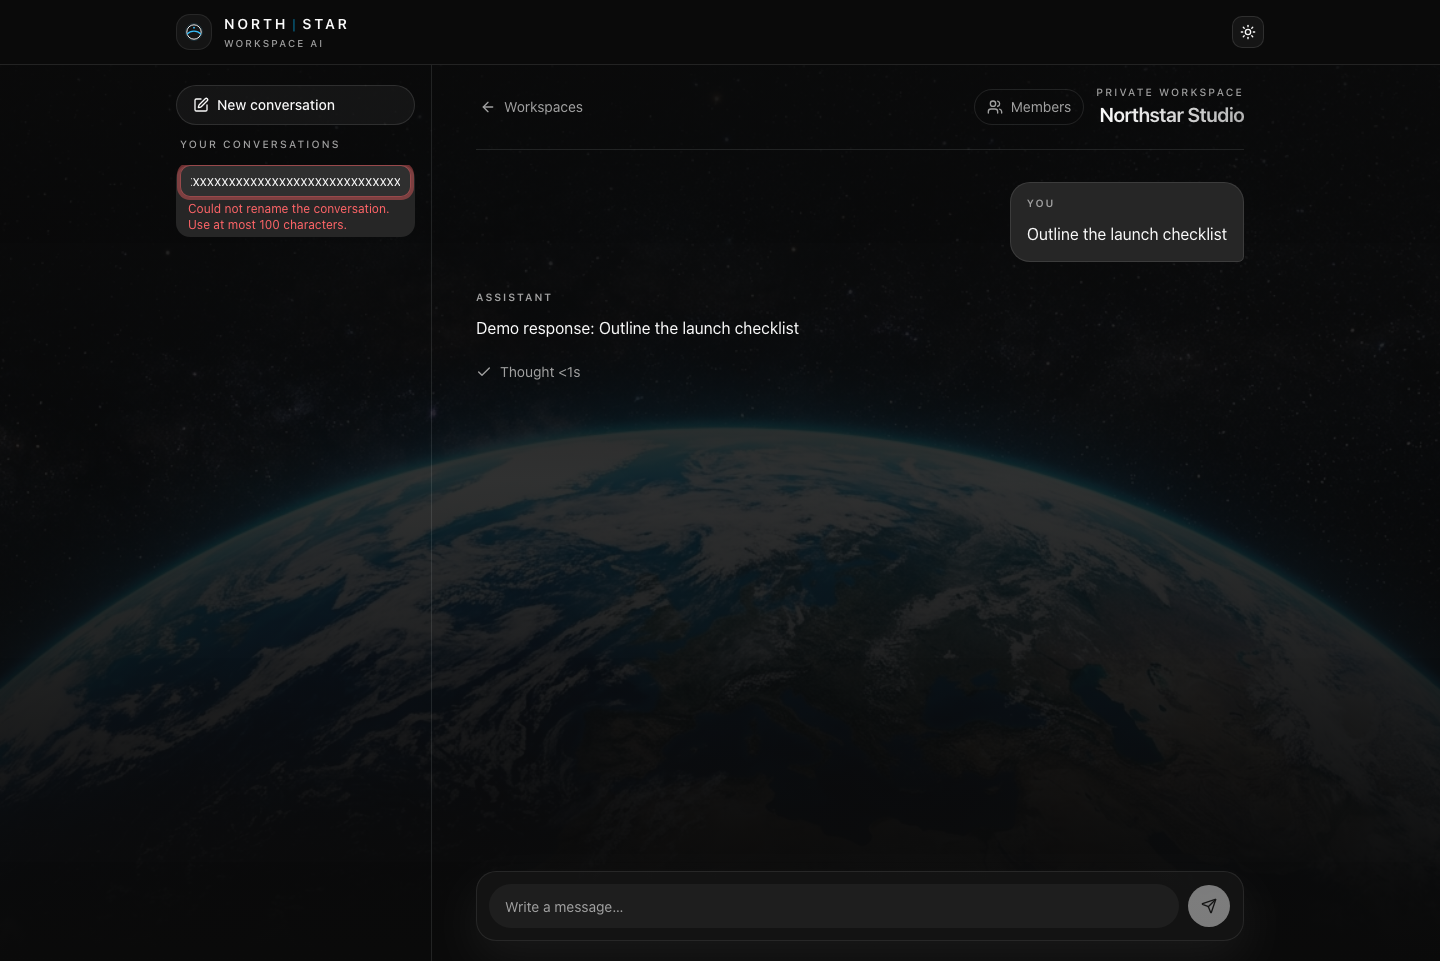 NORTH | STAR
WORKSPACE AI
New conversation
YOUR CONVERSATIONS
xxxxxxxxxxxxxxxxxxxxxxxxxxxxx
Could not rename the conversation.
Use at most 100 characters.
Workspaces
Members
PRIVATE WORKSPACE
Northstar Studio
YOU
Outline the launch checklist
ASSISTANT
Demo response: Outline the launch checklist
Thought <1s
Write a message...